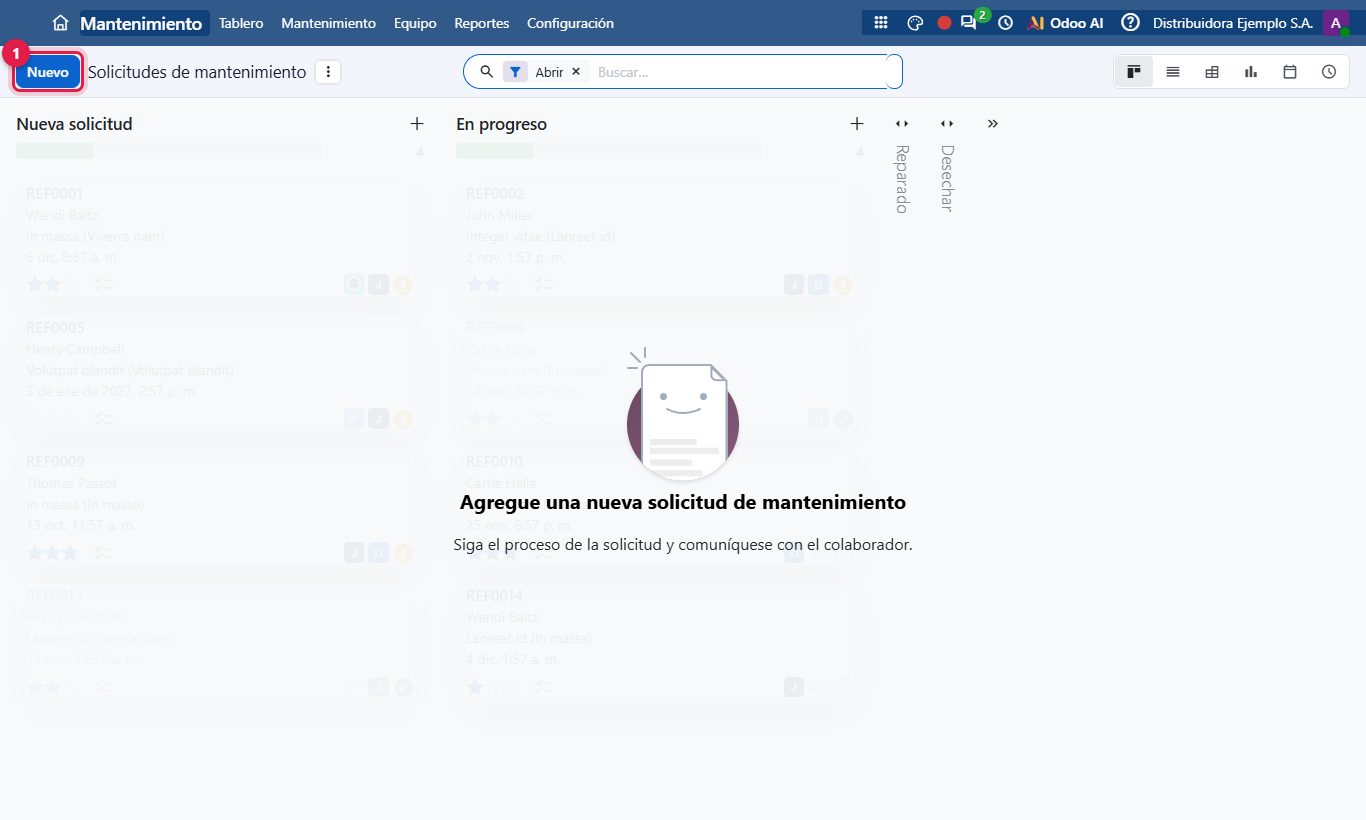 Mantenimiento Tablero Mantenimiento Equipo Reportes Configuración 2 Odoo AI Distribuidora Ejemplo S.A. A
1
Nuevo Solicitudes de mantenimiento Abrir Buscar...
Nueva solicitud
4
REF0001
Wendi Baltz
In massa (Viverra nam)
6 dic. 8:57 a. m.
J
REF0005
Henry Campbell
Volutpat blandit (Volutpat blandit)
3 de ene de 2027, 2:57 p. m.
D J
REF0009
Thomas Passot
In massa (In massa)
13 oct. 11:57 a. m.
J D
REF0013
Henry Campbell
Laoreet id (Viverra nam)
14 nov. 11:57 a. m.
J
En progreso
4
REF0002
John Miller
Integer vitae (Laoreet id)
2 nov. 1:57 p. m.
J D
REF0006
Carrie Helle
Viverra nam (In massa)
24 nov. 10:57 p. m.
D
REF0010
Carrie Helle
25 nov. 6:57 p. m.
REF0014
Wendi Baltz
Laoreet id (In massa)
4 dic. 1:57 a. m.
J
Reparado
Desechar
Agregue una nueva solicitud de mantenimiento
Siga el proceso de la solicitud y comuníquese con el colaborador.